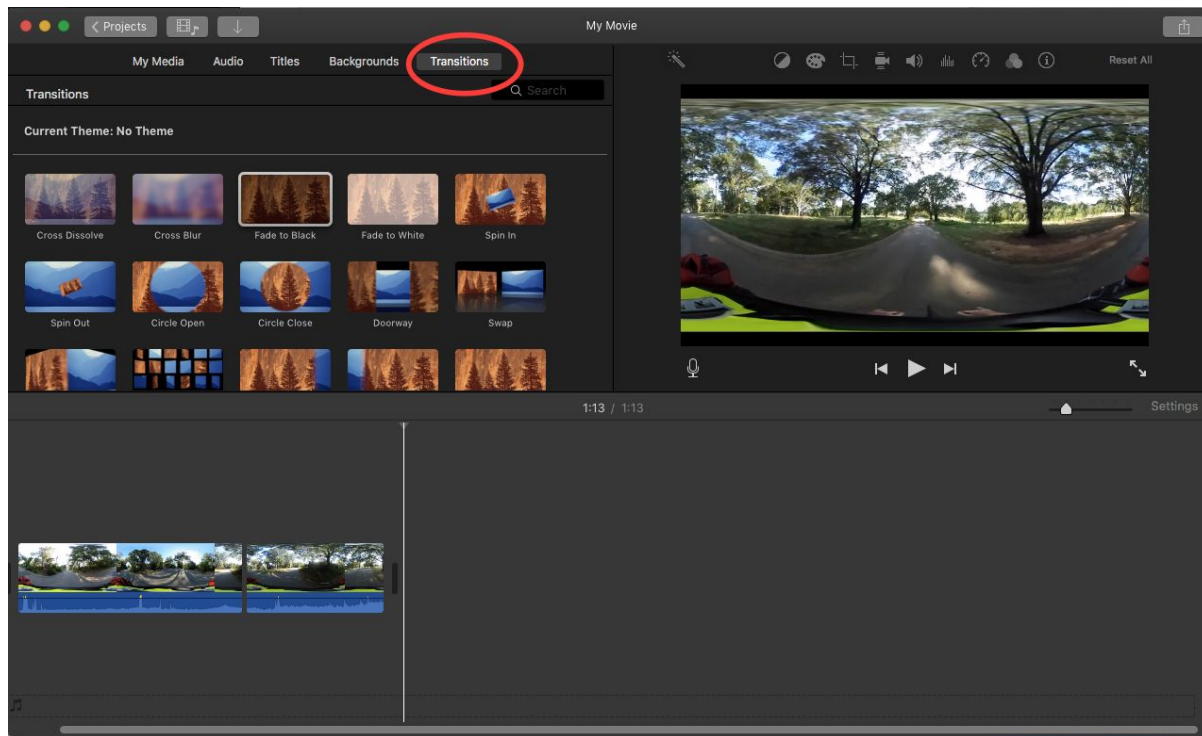 Projects
My Movie
My Media Audio Titles Backgrounds Transitions
Reset All
Transitions
Search
Current Theme: No Theme
Cross Dissolve Cross Blur Fade to Black Fade to White Spin In
Spin Out Circle Open Circle Close Doorway Swap
1:13 / 1:13
Settings